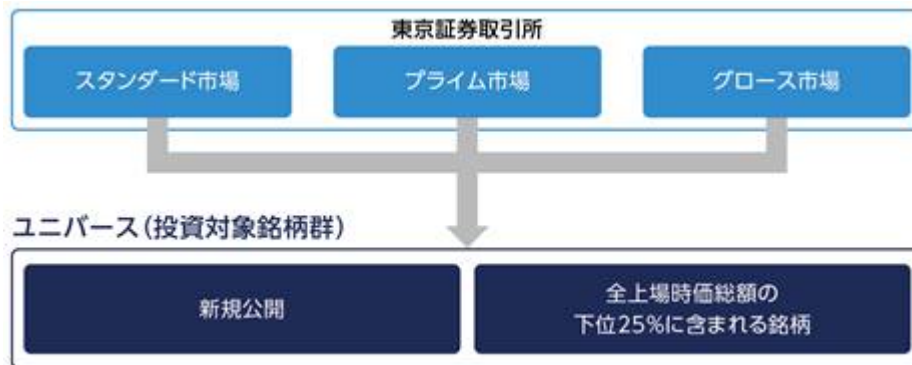 東京証券取引所
スタンダード市場
プライム市場
グロース市場
ユニバース(投資対象銘柄群)
新規公開
全上場時価総額の
下位25%に含まれる銘柄